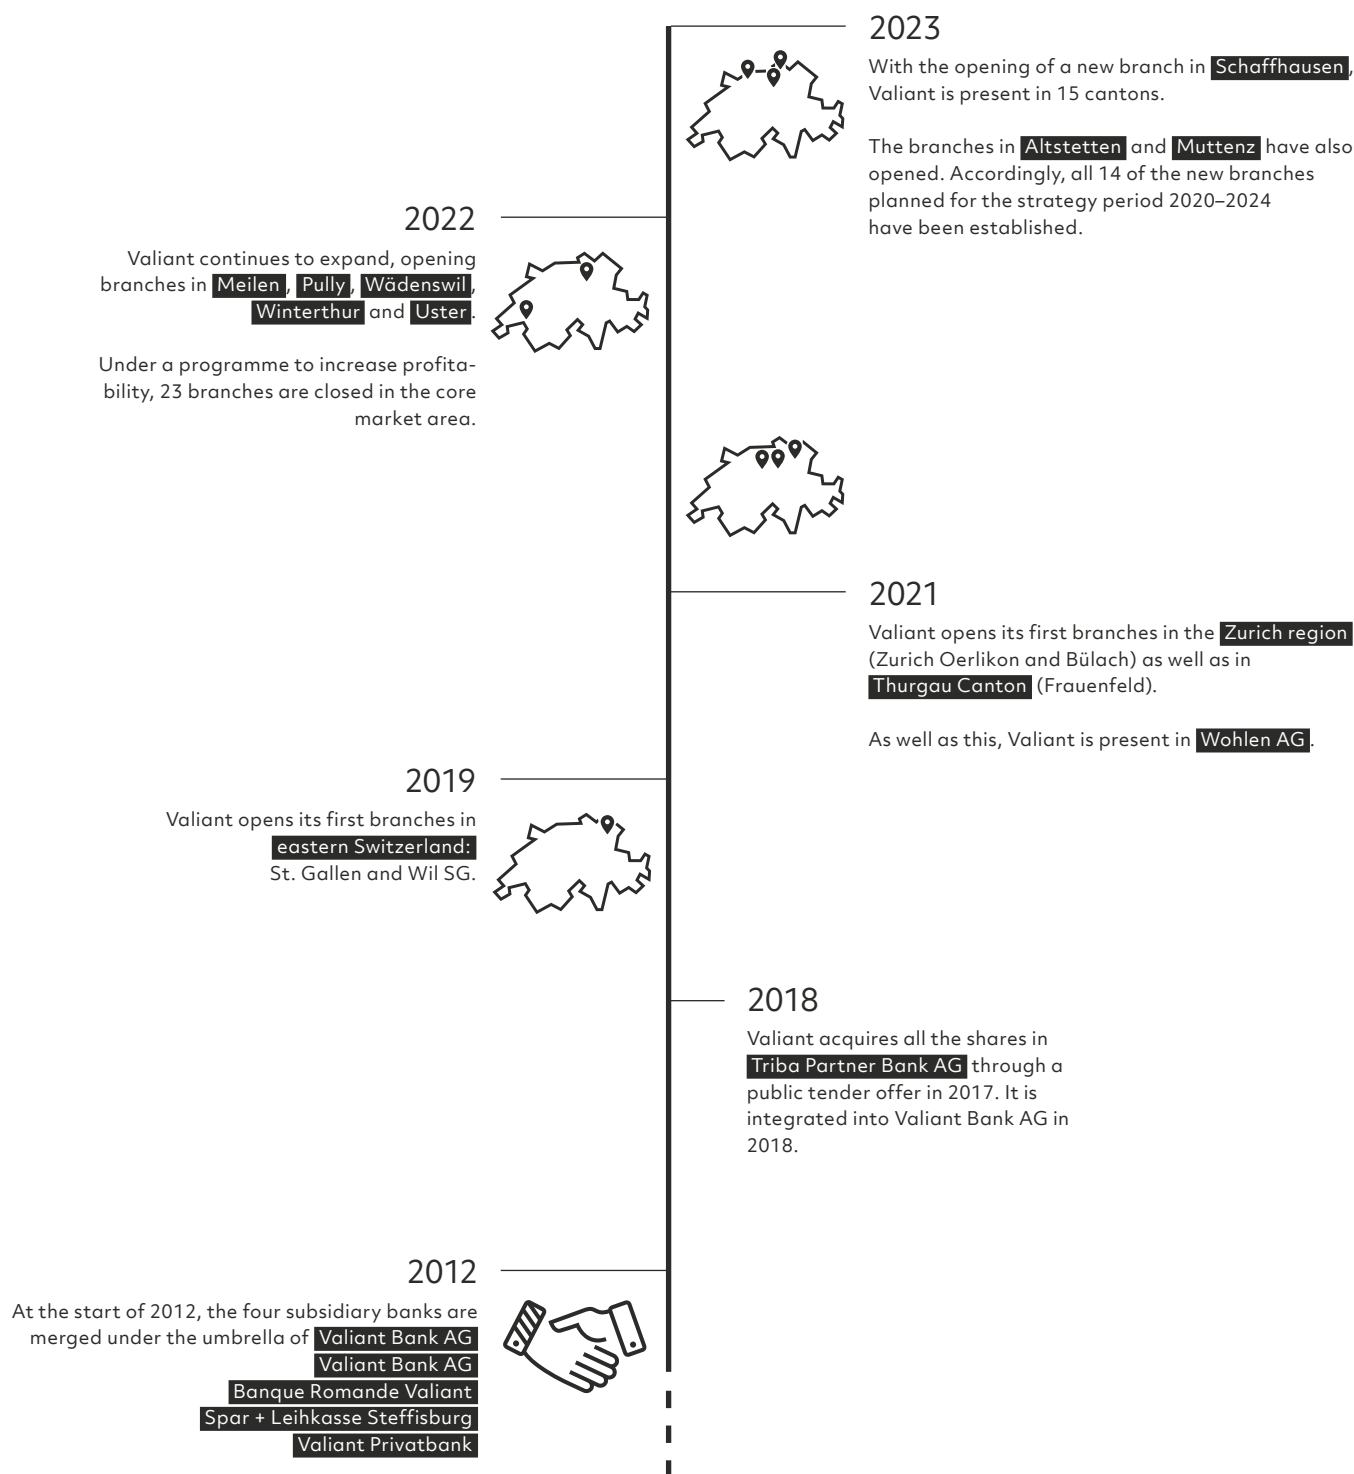 2023
With the opening of a new branch in Schaffhausen,
Valiant is present in 15 cantons.
The branches in Altstetten and Muttenz have also
opened. Accordingly, all 14 of the new branches
planned for the strategy period 2020–2024
have been established.
2022
Valiant continues to expand, opening
branches in Meilen, Pully, Wädenswil,
Winterthur and Uster.
Under a programme to increase profita-
bility, 23 branches are closed in the core
market area.
2021
Valiant opens its first branches in the Zurich region
(Zurich Oerlikon and Bülach) as well as in
Thurgau Canton (Frauenfeld).
As well as this, Valiant is present in Wohlen AG.
2019
Valiant opens its first branches in
eastern Switzerland:
St. Gallen and Wil SG.
2018
Valiant acquires all the shares in
Triba Partner Bank AG through a
public tender offer in 2017. It is
integrated into Valiant Bank AG in
2018.
2012
At the start of 2012, the four subsidiary banks are
merged under the umbrella of Valiant Bank AG
Valiant Bank AG
Banque Romande Valiant
Spar + Leihkasse Steffisburg
Valiant Privatbank